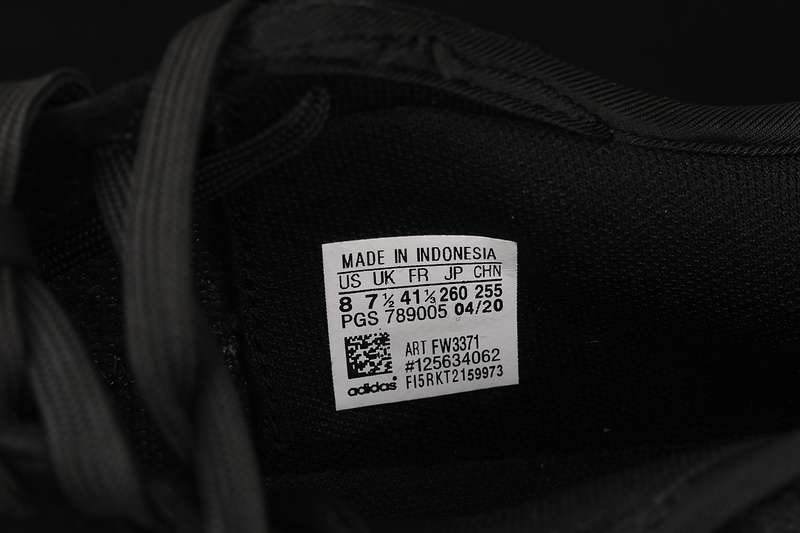 MADE IN INDONESIA
US UK FR JP CHN
8 7½ 41⅓ 260 255
PGS 789005 04/20
ART FW3371
#125634062
adidas FI5RKT2159973